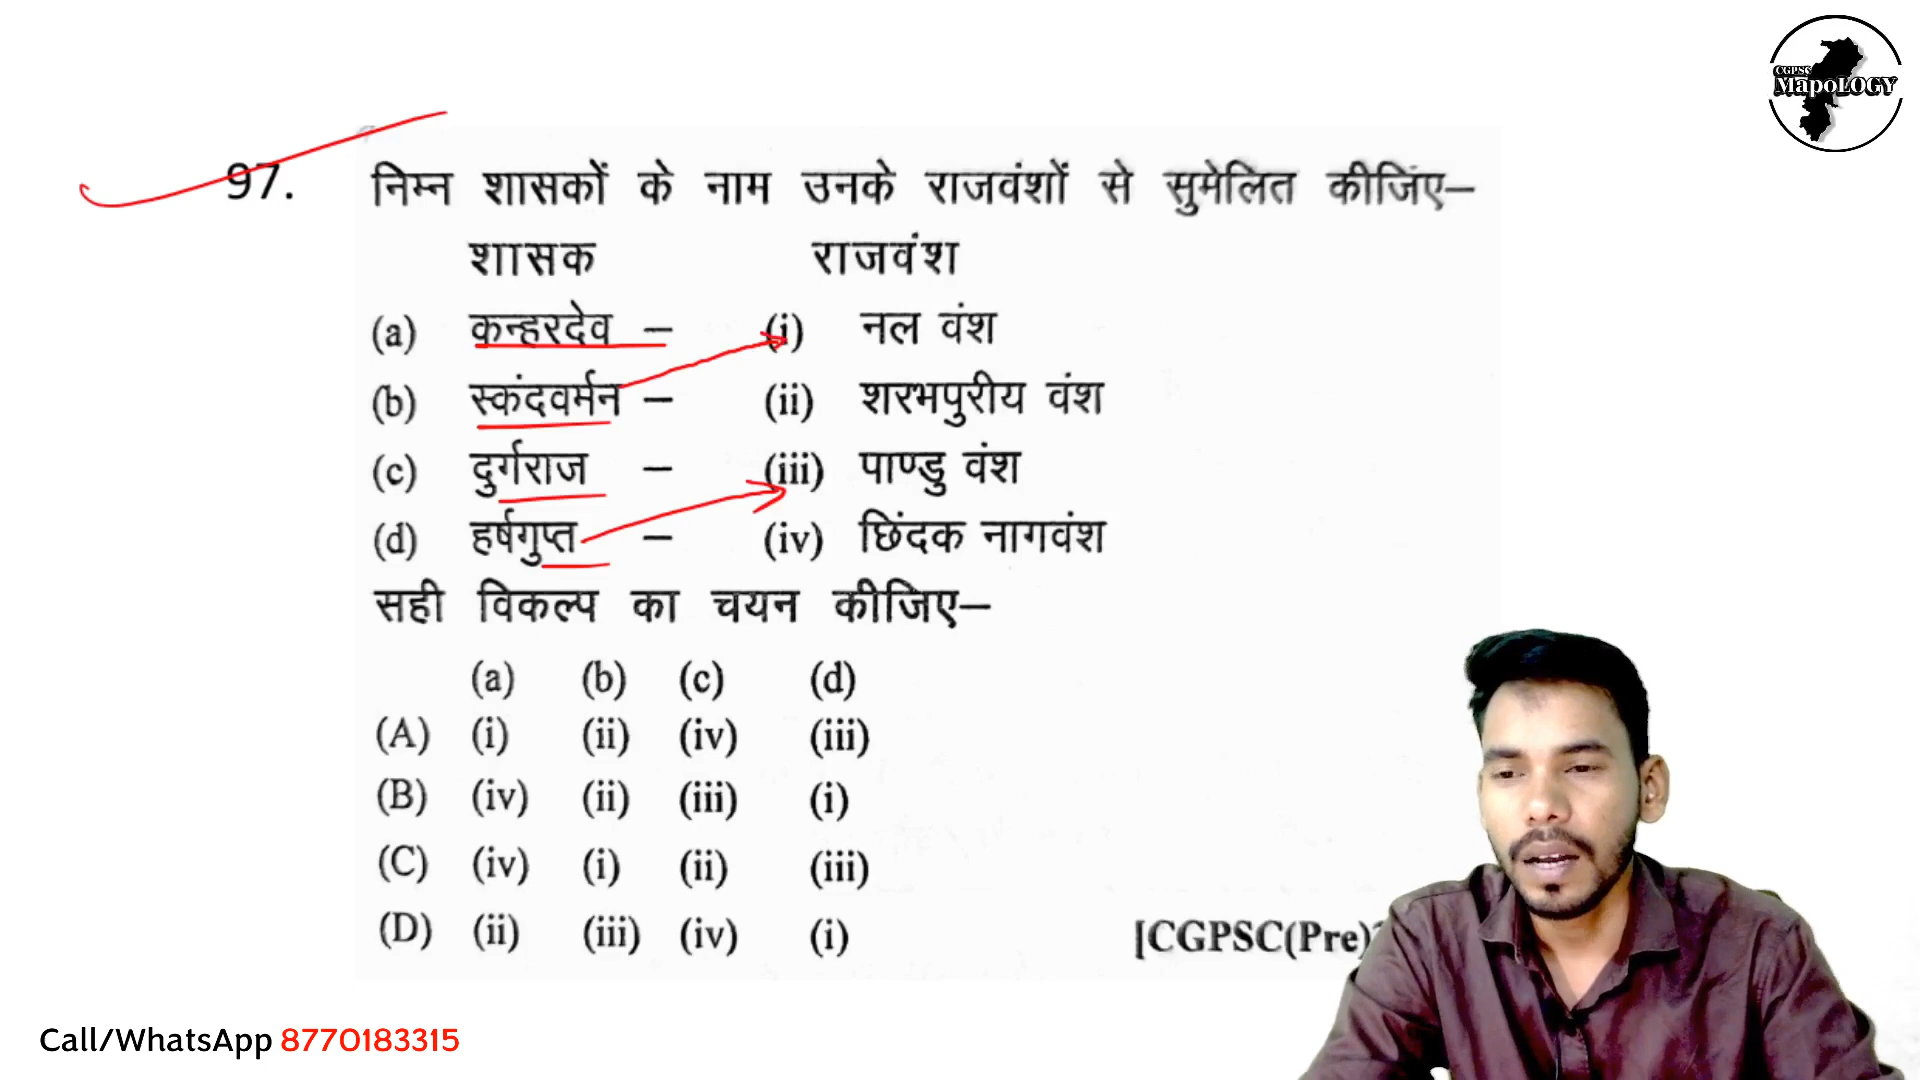 CGPSC
MapoLOGY
97. निम्न शासकों के नाम उनके राजवंशों से सुमेलित कीजिंए–
शासक राजवंश
(a) कन्हरदेव – (i) नल वंश
(b) स्कंदवर्मन – (ii) शरभपुरीय वंश
(c) दुर्गराज – (iii) पाण्डु वंश
(d) हर्षगुप्त – (iv) छिंदक नागवंश
सही विकल्प का चयन कीजिए–
(a) (b) (c) (d)
(A) (i) (ii) (iv) (iii)
(B) (iv) (ii) (iii) (i)
(C) (iv) (i) (ii) (iii)
(D) (ii) (iii) (iv) (i)
[CGPSC(Pre)
Call/WhatsApp 8770183315